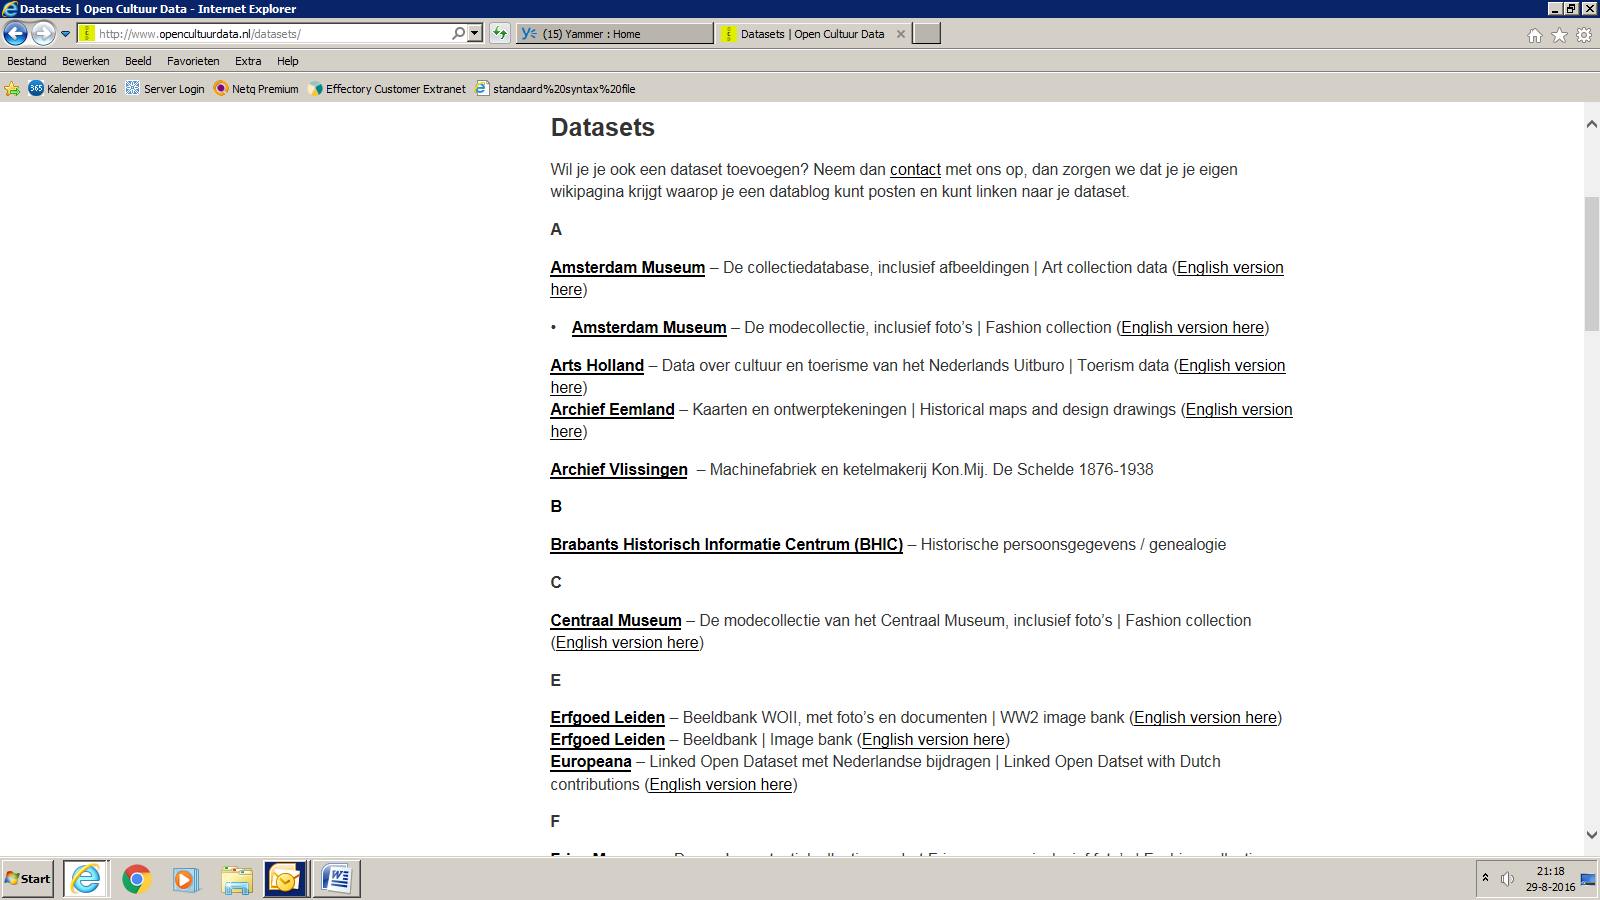 Datasets | Open Cultuur Data - Internet Explorer
http://www.opencultuurdata.nl/datasets/
(15) Yammer : Home
Datasets | Open Cultuur Data
Bestand Bewerken Beeld Favorieten Extra Help
Kalender 2016 Server Login Netq Premium Effectory Customer Extranet standaard%20syntax%20file
Datasets
Wil je je ook een dataset toevoegen? Neem dan contact met ons op, dan zorgen we dat je je eigen
wikipagina krijgt waarop je een datablog kunt posten en kunt linken naar je dataset.
A
Amsterdam Museum – De collectiedatabase, inclusief afbeeldingen | Art collection data (English version
here)
• Amsterdam Museum – De modecollectie, inclusief foto’s | Fashion collection (English version here)
Arts Holland – Data over cultuur en toerisme van het Nederlands Uitburo | Toerism data (English version
here)
Archief Eemland – Kaarten en ontwerptekeningen | Historical maps and design drawings (English version
here)
Archief Vlissingen – Machinefabriek en ketelmakerij Kon.Mij. De Schelde 1876-1938
B
Brabants Historisch Informatie Centrum (BHIC) – Historische persoonsgegevens / genealogie
C
Centraal Museum – De modecollectie van het Centraal Museum, inclusief foto’s | Fashion collection
(English version here)
E
Erfgoed Leiden – Beeldbank WOII, met foto’s en documenten | WW2 image bank (English version here)
Erfgoed Leiden – Beeldbank | Image bank (English version here)
Europeana – Linked Open Dataset met Nederlandse bijdragen | Linked Open Datset with Dutch
contributions (English version here)
F
Start
21:18
29-8-2016